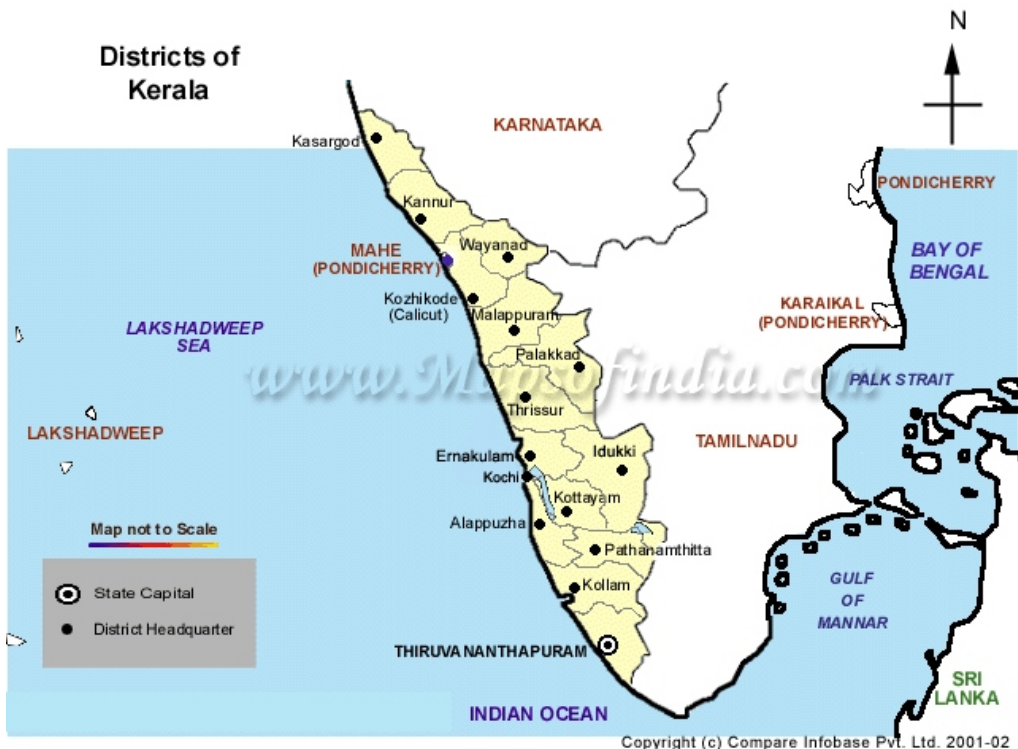 Districts of
Kerala
N
KARNATAKA
Kasargod
PONDICHERRY
Kannur
Wayanad
MAHE
(PONDICHERRY)
BAY OF
BENGAL
Kozhikode
(Calicut)
KARAIKAL
(PONDICHERRY)
Malappuram
LAKSHADWEEP
SEA
Palakkad
www.Mapsofindia.com
PALK STRAIT
Thrissur
LAKSHADWEEP
TAMILNADU
Ernakulam
Idukki
Kochi
Kottayam
Alappuzha
Map not to Scale
Pathanamthitta
Kollam
GULF
OF
MANNAR
State Capital
District Headquarter
THIRUVANANTHAPURAM
SRI
LANKA
INDIAN OCEAN
Copyright (c) Compare Infobase Pvt. Ltd. 2001-02